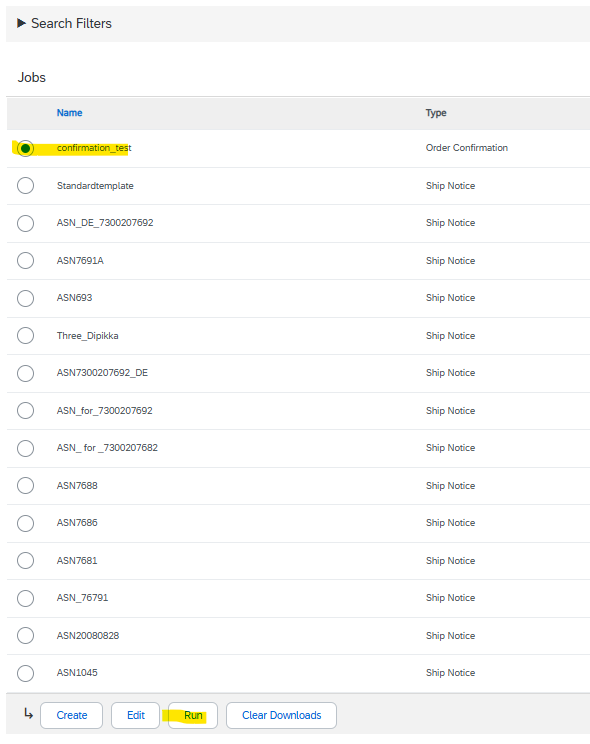 Search Filters
Jobs
Name Type
confirmation_test Order Confirmation
Standardtemplate Ship Notice
ASN_DE_7300207692 Ship Notice
ASN7691A Ship Notice
ASN693 Ship Notice
Three_Dipikka Ship Notice
ASN7300207692_DE Ship Notice
ASN_for_7300207692 Ship Notice
ASN_ for _7300207682 Ship Notice
ASN7688 Ship Notice
ASN7686 Ship Notice
ASN7681 Ship Notice
ASN_76791 Ship Notice
ASN20080828 Ship Notice
ASN1045 Ship Notice
Create Edit Run Clear Downloads